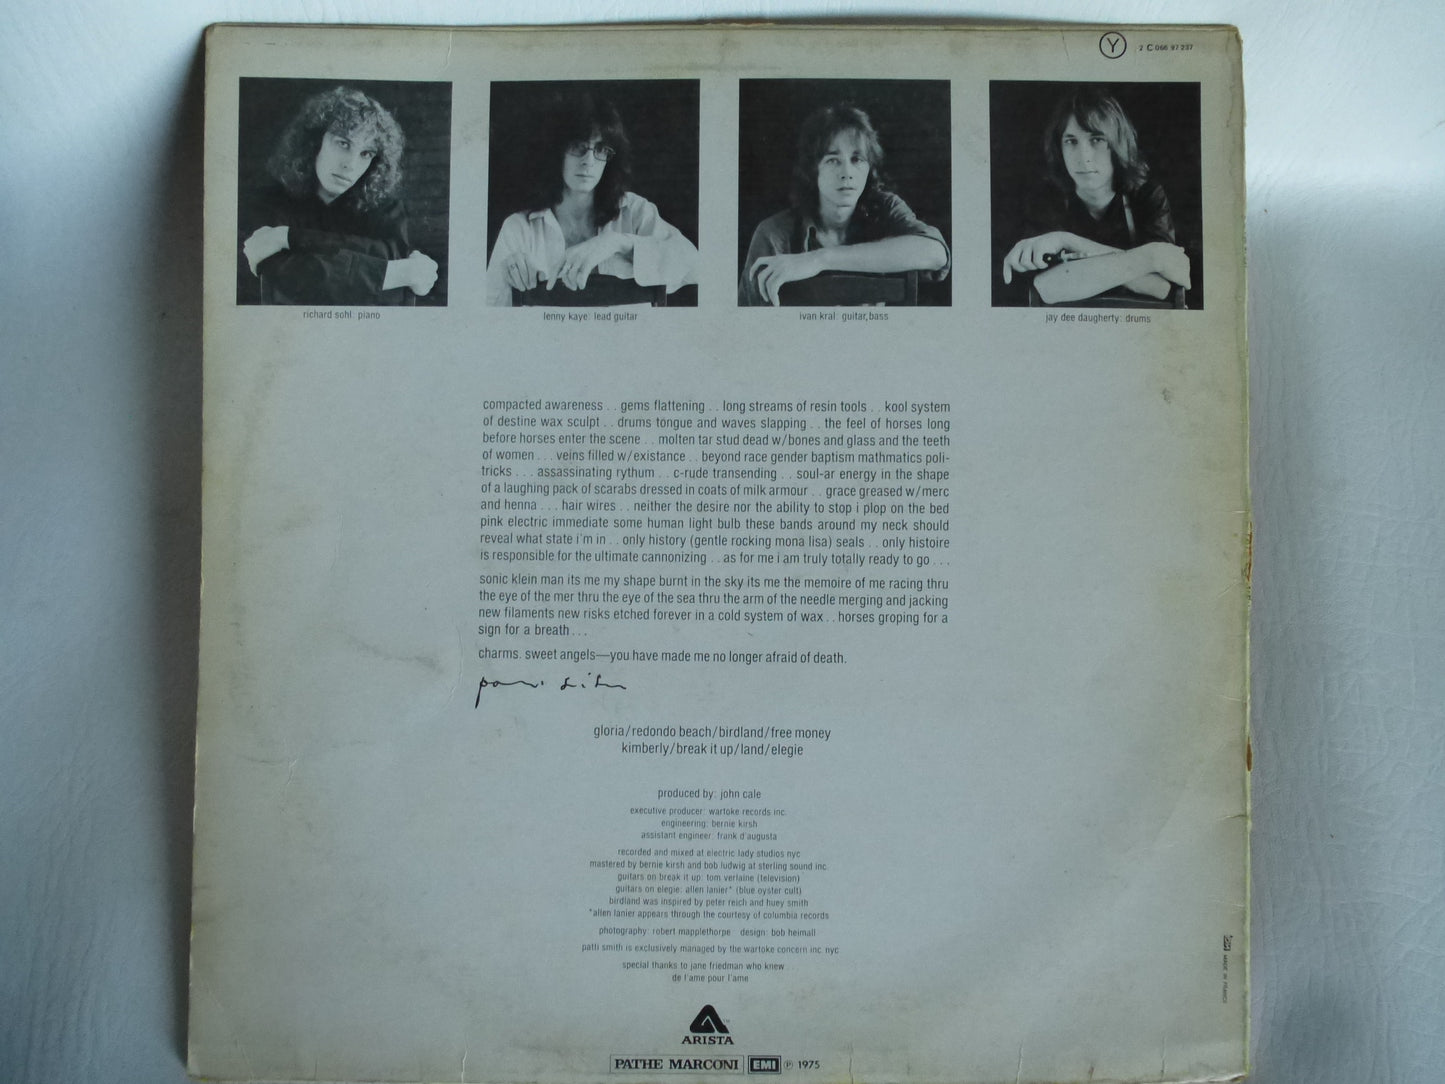 Y 2 C 066 97 237
richard sohl: piano
lenny kaye: lead guitar
ivan kral: guitar, bass
jay dee daugherty: drums
compacted awareness . . gems flattening . . long streams of resin tools . . kool system
of destine wax sculpt . . drums tongue and waves slapping . . the feel of horses long
before horses enter the scene . . molten tar stud dead w/bones and glass and the teeth
of women . . . veins filled w/existance . . beyond race gender baptism mathmatics poli-
tricks . . . assassinating rythum . . c-rude transending . . soul-ar energy in the shape
of a laughing pack of scarabs dressed in coats of milk armour . . grace greased w/merc
and henna . . . hair wires . . neither the desire nor the ability to stop i plop on the bed
pink electric immediate some human light bulb these bands around my neck should
reveal what state i'm in . . only history (gentle rocking mona lisa) seals . . only histoire
is responsible for the ultimate cannonizing . . as for me i am truly totally ready to go . . .
sonic klein man its me my shape burnt in the sky its me the memoire of me racing thru
the eye of the mer thru the eye of the sea thru the arm of the needle merging and jacking
new filaments new risks etched forever in a cold system of wax . . horses groping for a
sign for a breath . . .
charms. sweet angels—you have made me no longer afraid of death.
patti smith
gloria/redondo beach/birdland/free money
kimberly/break it up/land/elegie
produced by: john cale
executive producer: wartoke records inc.
engineering: bernie kirsh
assistant engineer: frank d'augusta
recorded and mixed at electric lady studios nyc
mastered by bernie kirsh and bob ludwig at sterling sound inc.
guitars on break it up: tom verlaine (television)
guitars on elegie: allen lanier* (blue oyster cult)
birdland was inspired by peter reich and huey smith
*allen lanier appears through the courtesy of columbia records
photography: robert mapplethorpe design: bob heimall
patti smith is exclusively managed by the wartoke concern inc. nyc
special thanks to jane friedman who knew
de l'ame pour l'ame
ARISTA
PATHE MARCONI EMI ℗ 1975
MADE IN FRANCE